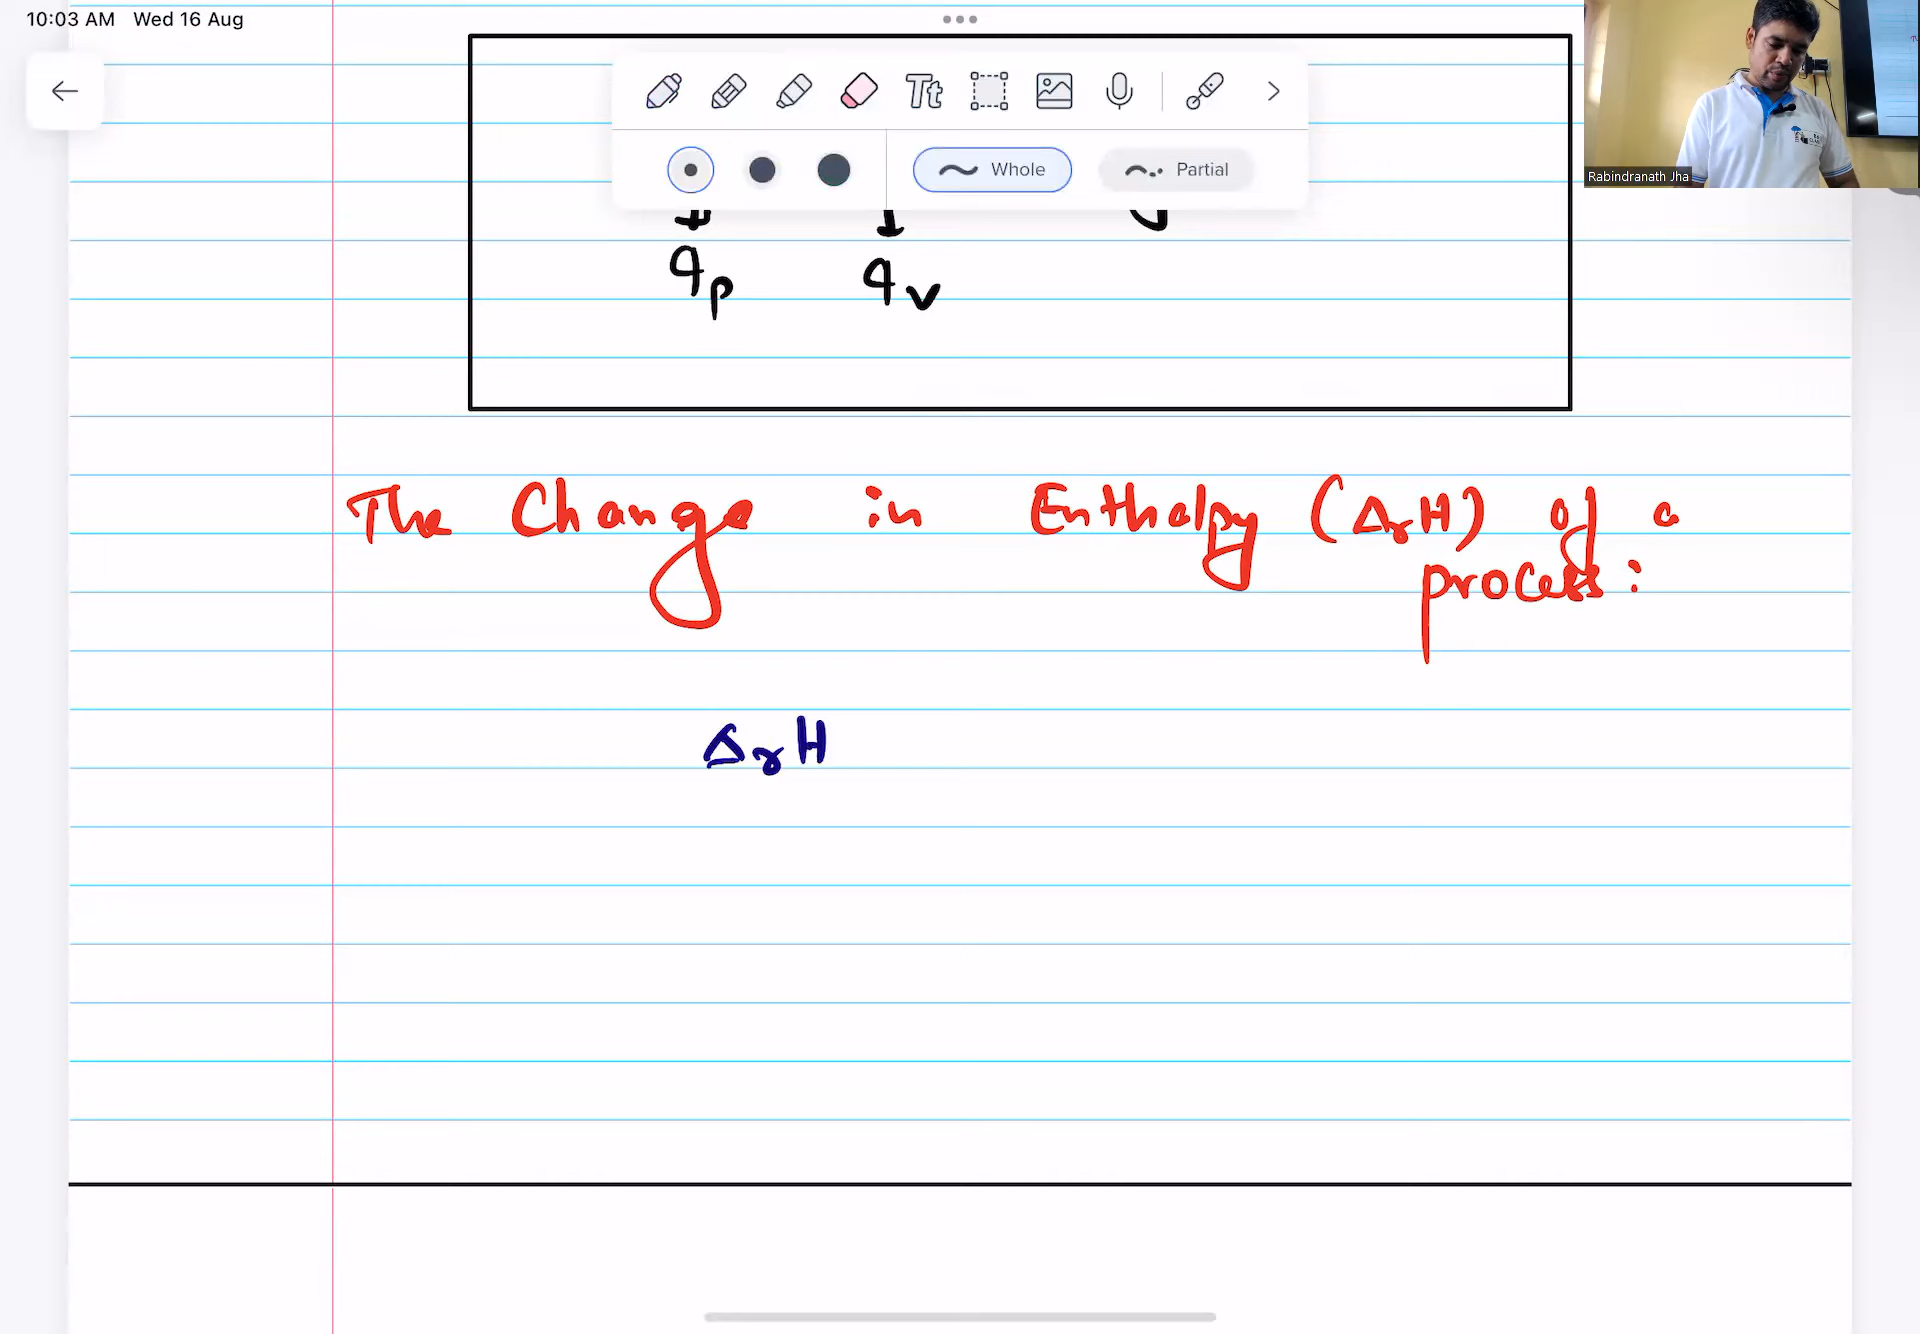 10:03 AM Wed 16 Aug
Tt
Whole
Partial
Rabindranath Jha
qp qv
The Change in Enthalpy (ΔrH) of a
process:
ΔrH